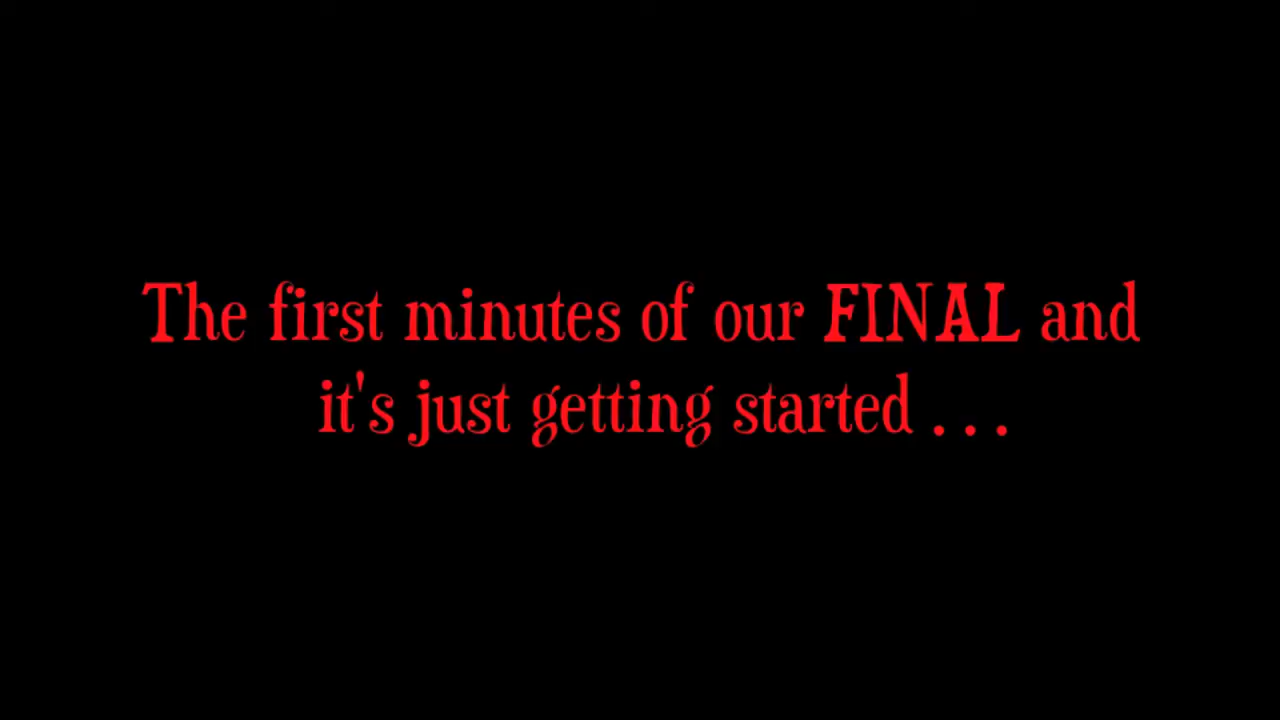 The first minutes of our FINAL and
it's just getting started . . .